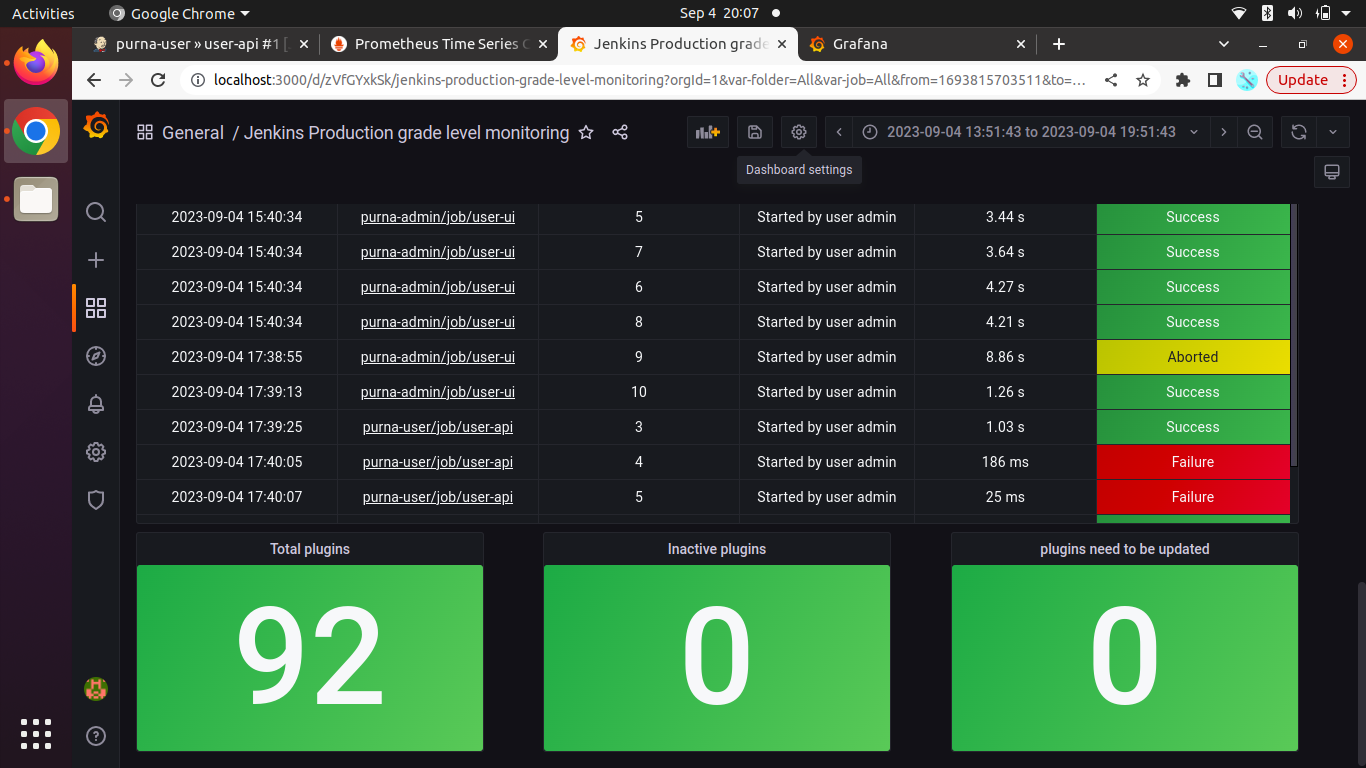 Activities Google Chrome Sep 4 20:07
purna-user » user-api #1 [ Prometheus Time Series C Jenkins Production grade Grafana
localhost:3000/d/zVfGYxkSk/jenkins-production-grade-level-monitoring?orgId=1&var-folder=All&var-job=All&from=1693815703511&to=... Update
General / Jenkins Production grade level monitoring 2023-09-04 13:51:43 to 2023-09-04 19:51:43
Dashboard settings
2023-09-04 15:40:34 purna-admin/job/user-ui 5 Started by user admin 3.44 s Success
2023-09-04 15:40:34 purna-admin/job/user-ui 7 Started by user admin 3.64 s Success
2023-09-04 15:40:34 purna-admin/job/user-ui 6 Started by user admin 4.27 s Success
2023-09-04 15:40:34 purna-admin/job/user-ui 8 Started by user admin 4.21 s Success
2023-09-04 17:38:55 purna-admin/job/user-ui 9 Started by user admin 8.86 s Aborted
2023-09-04 17:39:13 purna-admin/job/user-ui 10 Started by user admin 1.26 s Success
2023-09-04 17:39:25 purna-user/job/user-api 3 Started by user admin 1.03 s Success
2023-09-04 17:40:05 purna-user/job/user-api 4 Started by user admin 186 ms Failure
2023-09-04 17:40:07 purna-user/job/user-api 5 Started by user admin 25 ms Failure
Total plugins Inactive plugins plugins need to be updated
92 0 0